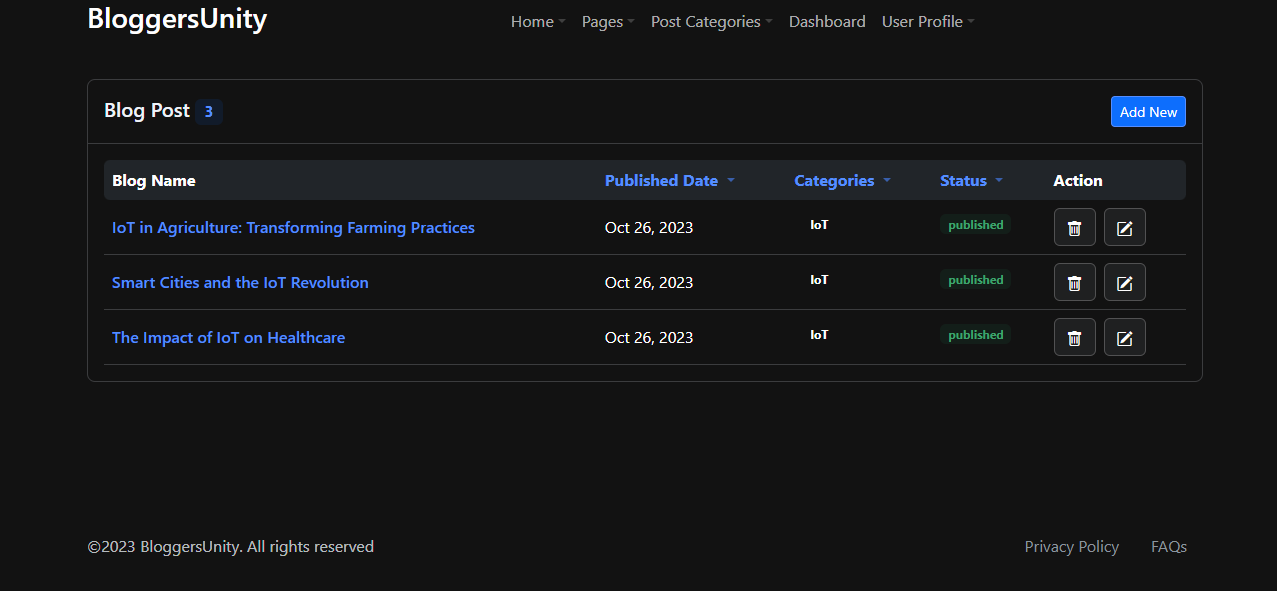 BloggersUnity Home Pages Post Categories Dashboard User Profile
Blog Post 3 Add New
Blog Name Published Date Categories Status Action
IoT in Agriculture: Transforming Farming Practices Oct 26, 2023 IoT published
Smart Cities and the IoT Revolution Oct 26, 2023 IoT published
The Impact of IoT on Healthcare Oct 26, 2023 IoT published
©2023 BloggersUnity. All rights reserved Privacy Policy FAQs